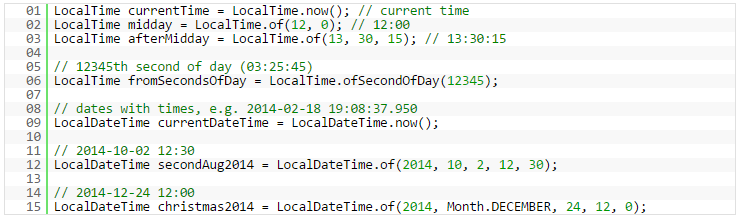 01 LocalTime currentTime = LocalTime.now(); // current time
02 LocalTime midday = LocalTime.of(12, 0); // 12:00
03 LocalTime afterMidday = LocalTime.of(13, 30, 15); // 13:30:15
04
05 // 12345th second of day (03:25:45)
06 LocalTime fromSecondsOfDay = LocalTime.ofSecondOfDay(12345);
07
08 // dates with times, e.g. 2014-02-18 19:08:37.950
09 LocalDateTime currentDateTime = LocalDateTime.now();
10
11 // 2014-10-02 12:30
12 LocalDateTime secondAug2014 = LocalDateTime.of(2014, 10, 2, 12, 30);
13
14 // 2014-12-24 12:00
15 LocalDateTime christmas2014 = LocalDateTime.of(2014, Month.DECEMBER, 24, 12, 0);